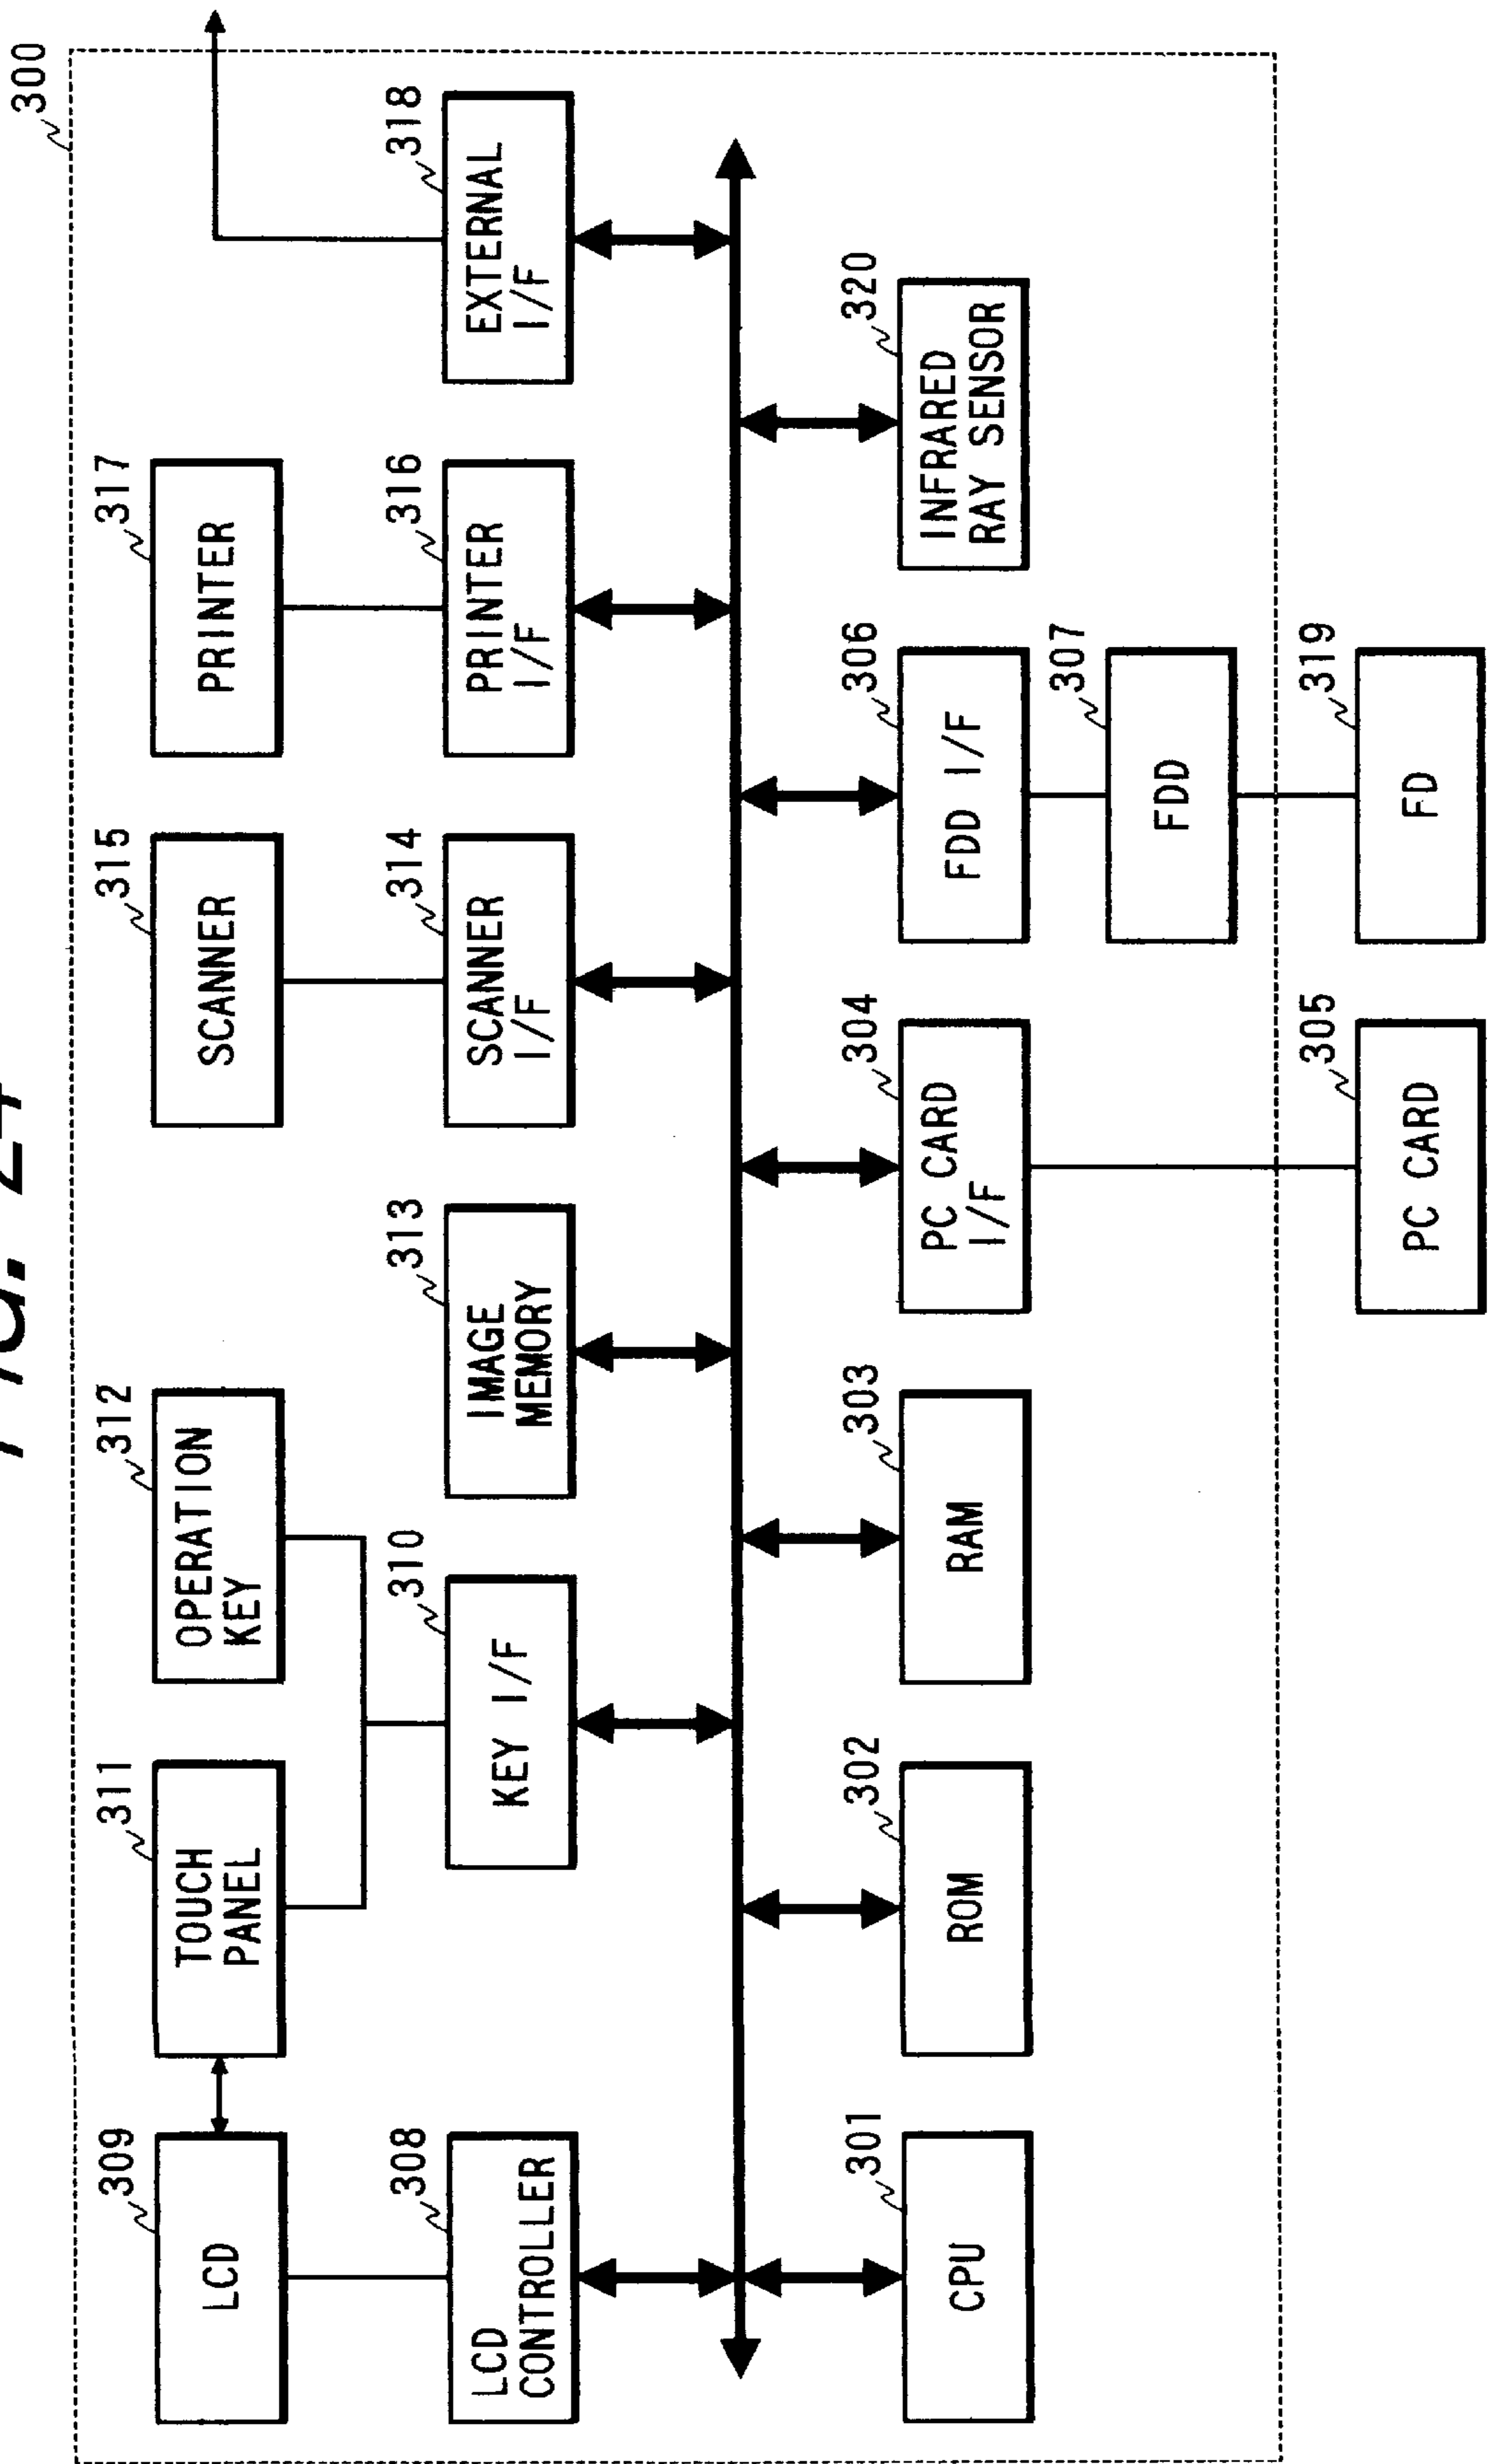 FIG. 24
300
309
LCD
311
TOUCH
PANEL
312
OPERATION
KEY
315
SCANNER
317
PRINTER
308
LCD
CONTROLLER
310
KEY I/F
313
IMAGE
MEMORY
314
SCANNER
I/F
316
PRINTER
I/F
318
EXTERNAL
I/F
301
CPU
302
ROM
303
RAM
304
PC CARD
I/F
306
FDD I/F
320
INFRARED
RAY SENSOR
307
FDD
305
PC CARD
319
FD